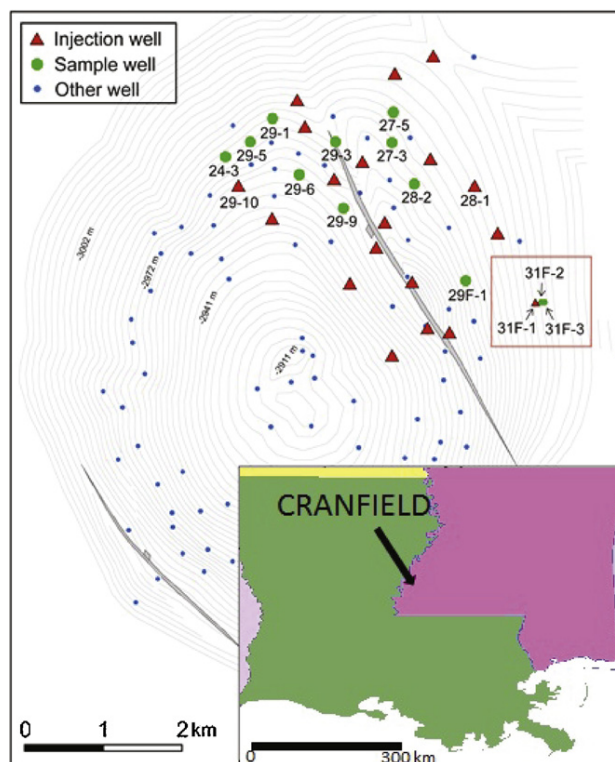 Injection well
Sample well
Other well
29-1
27-5
29-5
29-3
27-3
24-3
29-6
28-2
29-10
28-1
29-9
-3002 m
-2972 m
-2941 m
29F-1
31F-2
31F-1
31F-3
-2911 m
CRANFIELD
0 1 2 km
0 300 km